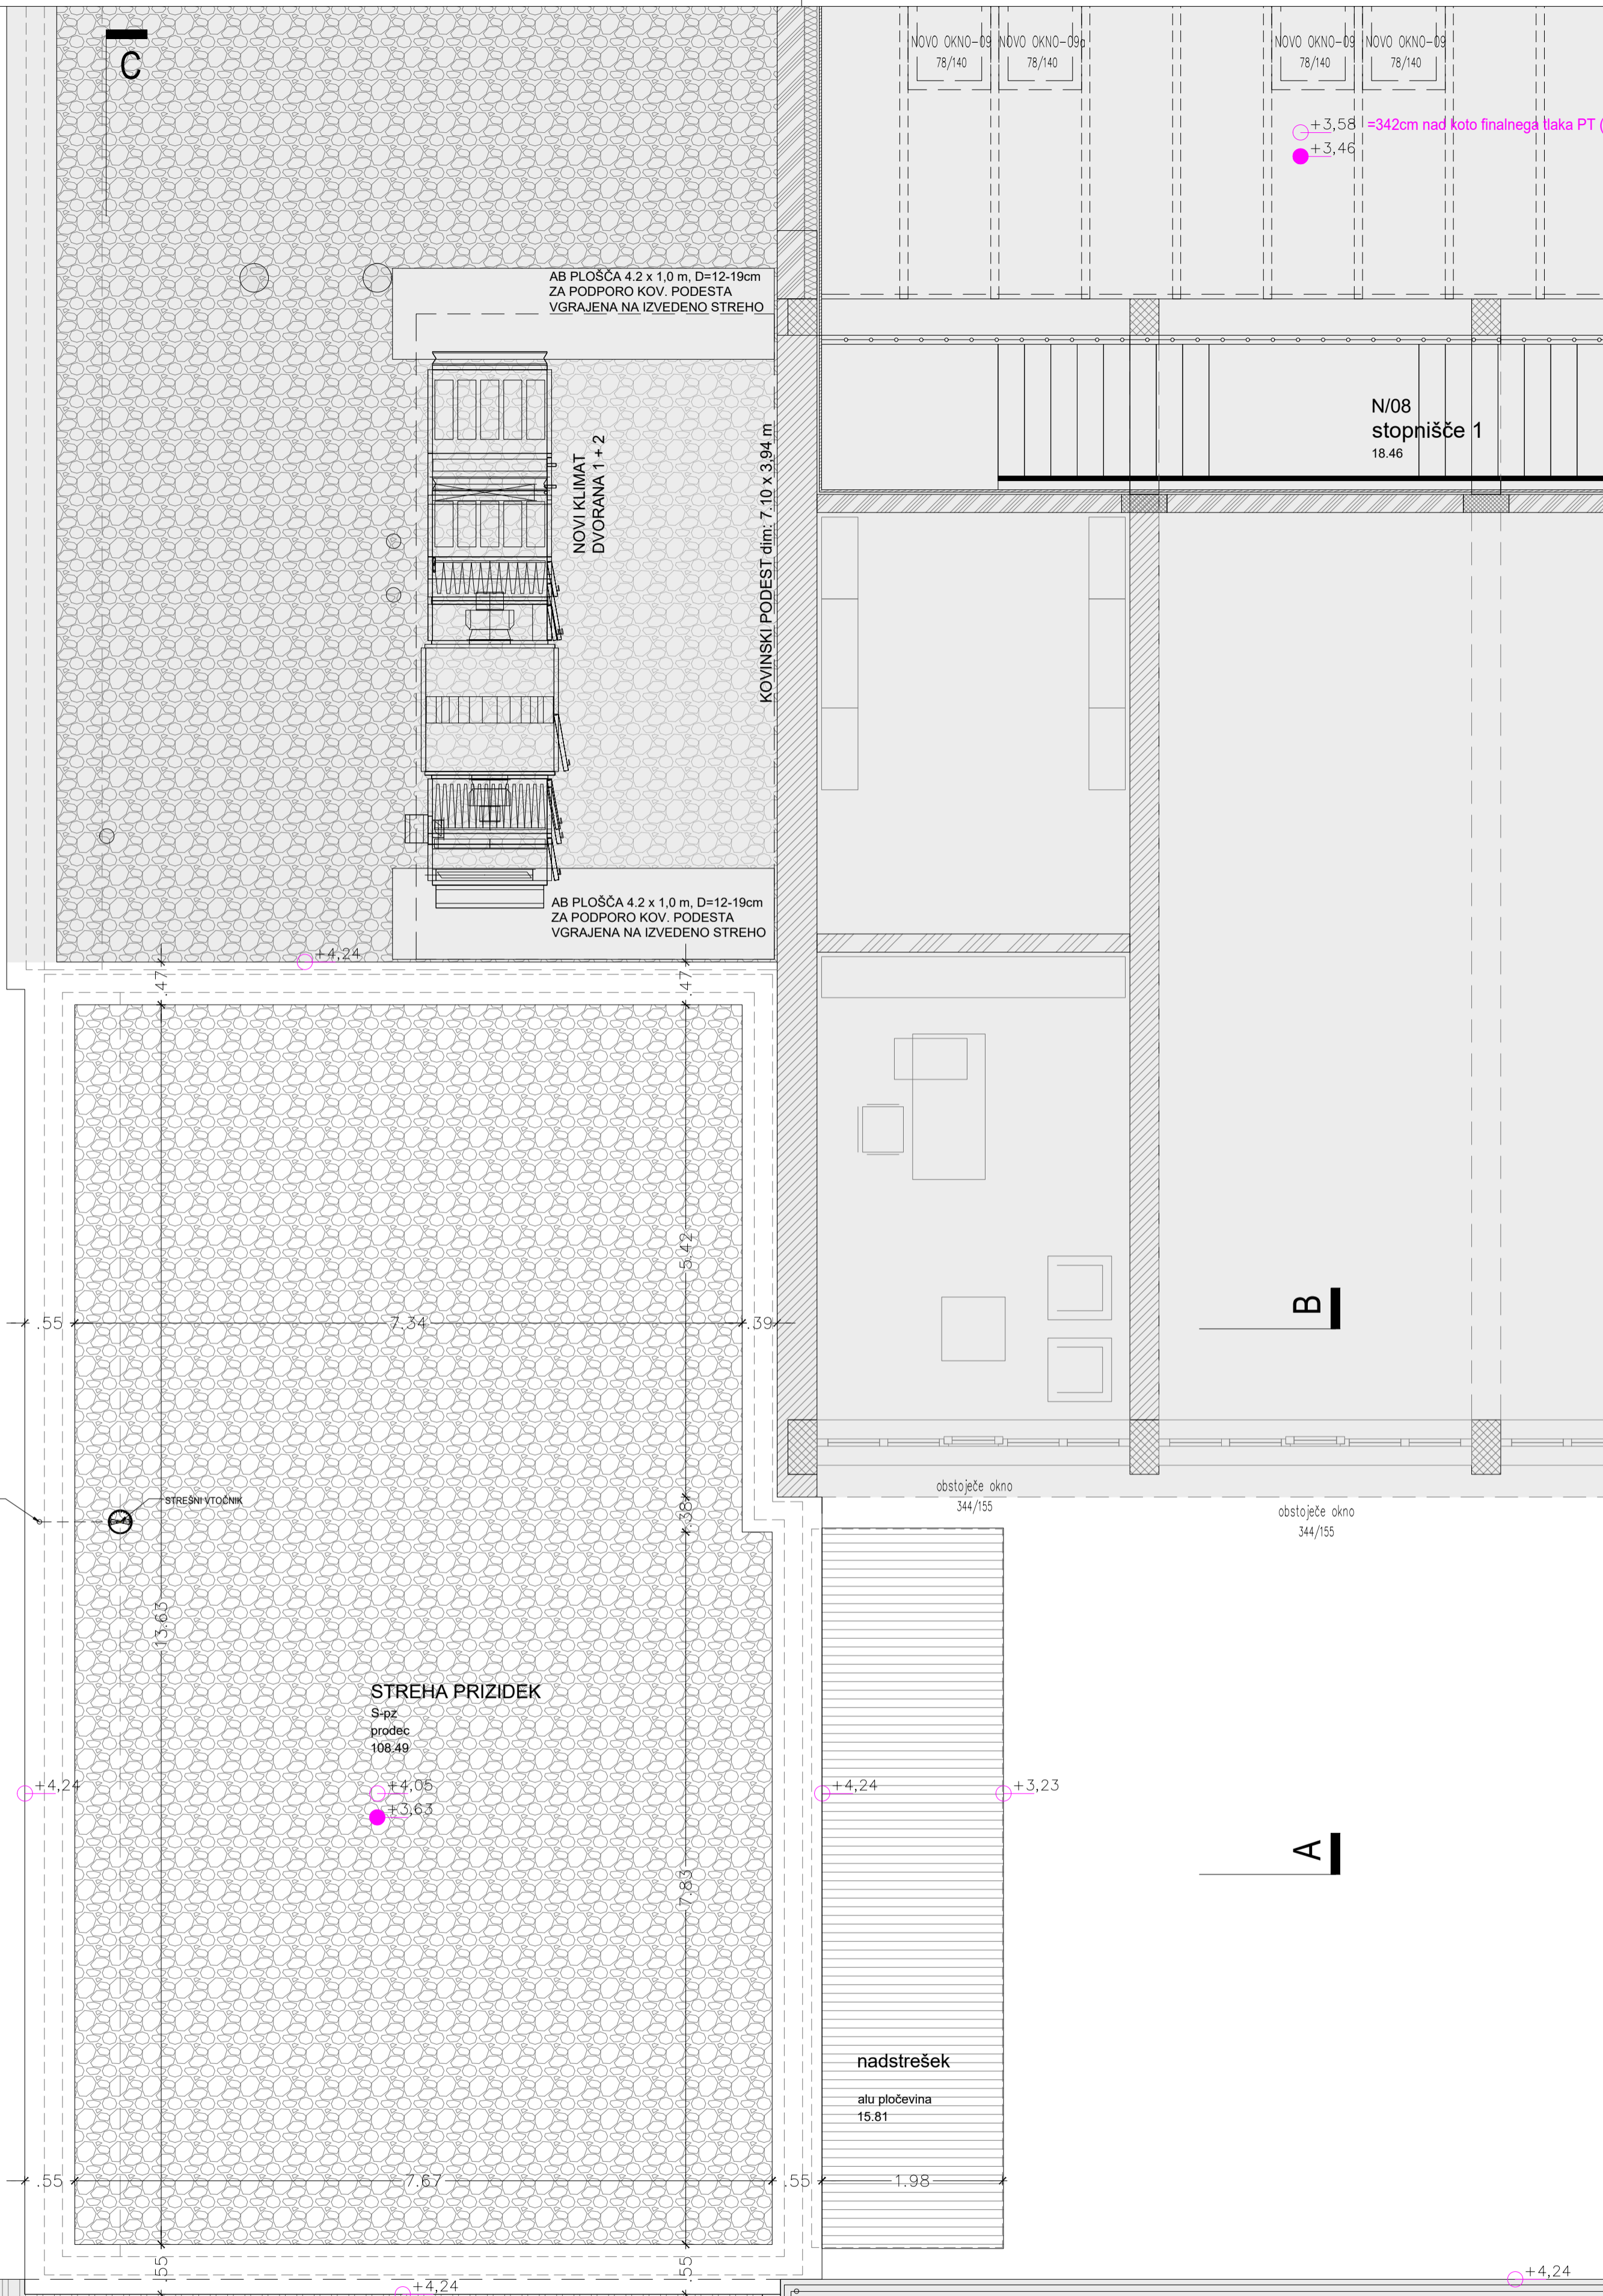 C
NOVO OKNO-09
78/140
NOVO OKNO-09a
78/140
NOVO OKNO-09
78/140
NOVO OKNO-09
78/140
+3,58
=342cm nad koto finalnega tlaka PT (
+3,46
AB PLOŠČA 4.2 x 1,0 m, D=12-19cm
ZA PODPORO KOV. PODESTA
VGRAJENA NA IZVEDENO STREHO
NOVI KLIMAT
DVORANA 1 + 2
KOVINSKI PODEST dim: 7.10 x 3,94 m
N/08
stopnišče 1
18.46
AB PLOŠČA 4.2 x 1,0 m, D=12-19cm
ZA PODPORO KOV. PODESTA
VGRAJENA NA IZVEDENO STREHO
+4,24
.47
.47
5.42
.55
7.34
.39
B
obstoječe okno
344/155
obstoječe okno
344/155
STREŠNI VTOČNIK
.38
13.63
STREHA PRIZIDEK
S-pz
prodec
108.49
+4,24
+4,05
+3,63
+4,24
+3,23
A
7.83
nadstrešek
alu pločevina
15.81
.55
7.67
.55
1.98
.55
.55
+4,24
+4,24